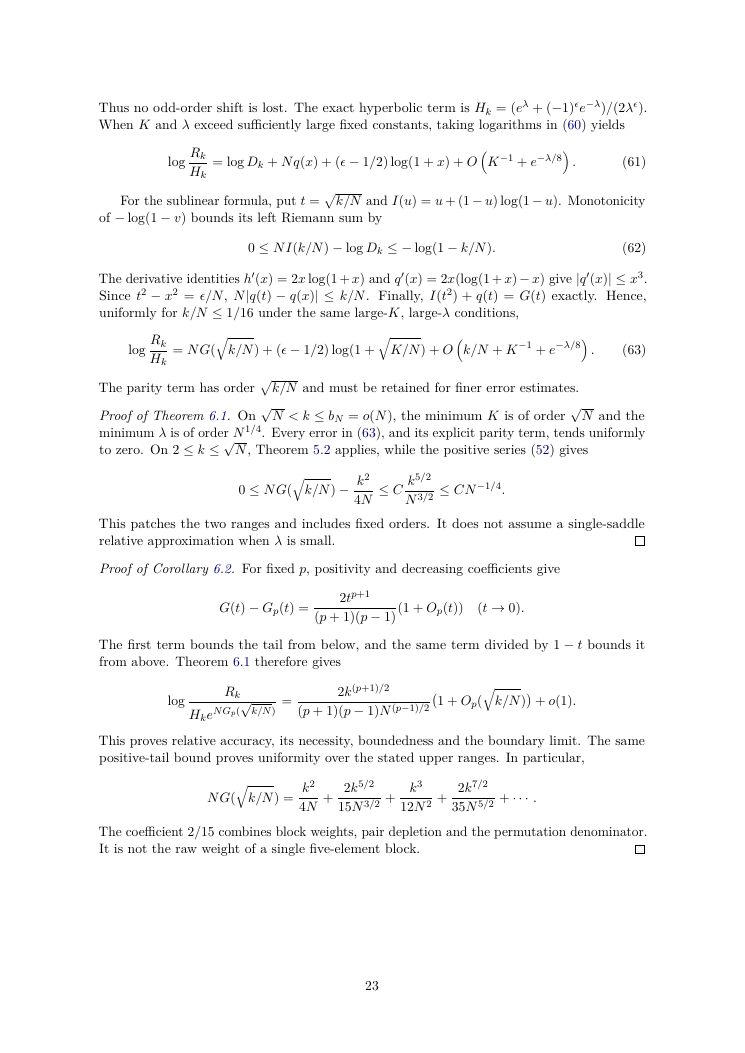 Thus no odd-order shift is lost. The exact hyperbolic term is H_k = (e^λ + (−1)^ϵ e^{−λ})/(2λ^ϵ).
When K and λ exceed sufficiently large fixed constants, taking logarithms in (60) yields
log R_k/H_k = log D_k + Nq(x) + (ϵ − 1/2) log(1 + x) + O(K^{−1} + e^{−λ/8}). (61)
For the sublinear formula, put t = √(k/N) and I(u) = u + (1 − u) log(1 − u). Monotonicity
of − log(1 − v) bounds its left Riemann sum by
0 ≤ NI(k/N) − log D_k ≤ − log(1 − k/N). (62)
The derivative identities h′(x) = 2x log(1 + x) and q′(x) = 2x(log(1 + x) − x) give |q′(x)| ≤ x³.
Since t² − x² = ϵ/N, N|q(t) − q(x)| ≤ k/N. Finally, I(t²) + q(t) = G(t) exactly. Hence,
uniformly for k/N ≤ 1/16 under the same large-K, large-λ conditions,
log R_k/H_k = NG(√(k/N)) + (ϵ − 1/2) log(1 + √(K/N)) + O(k/N + K^{−1} + e^{−λ/8}). (63)
The parity term has order √(k/N) and must be retained for finer error estimates.
Proof of Theorem 6.1. On √N < k ≤ b_N = o(N), the minimum K is of order √N and the
minimum λ is of order N^{1/4}. Every error in (63), and its explicit parity term, tends uniformly
to zero. On 2 ≤ k ≤ √N, Theorem 5.2 applies, while the positive series (52) gives
0 ≤ NG(√(k/N)) − k²/4N ≤ C k^{5/2}/N^{3/2} ≤ CN^{−1/4}.
This patches the two ranges and includes fixed orders. It does not assume a single-saddle
relative approximation when λ is small. □
Proof of Corollary 6.2. For fixed p, positivity and decreasing coefficients give
G(t) − G_p(t) = 2t^{p+1}/((p + 1)(p − 1)) (1 + O_p(t)) (t → 0).
The first term bounds the tail from below, and the same term divided by 1 − t bounds it
from above. Theorem 6.1 therefore gives
log R_k/(H_k e^{NG_p(√(k/N))}) = 2k^{(p+1)/2}/((p + 1)(p − 1)N^{(p−1)/2}) (1 + O_p(√(k/N))) + o(1).
This proves relative accuracy, its necessity, boundedness and the boundary limit. The same
positive-tail bound proves uniformity over the stated upper ranges. In particular,
NG(√(k/N)) = k²/4N + 2k^{5/2}/15N^{3/2} + k³/12N² + 2k^{7/2}/35N^{5/2} + ⋯ .
The coefficient 2/15 combines block weights, pair depletion and the permutation denominator.
It is not the raw weight of a single five-element block. □
23